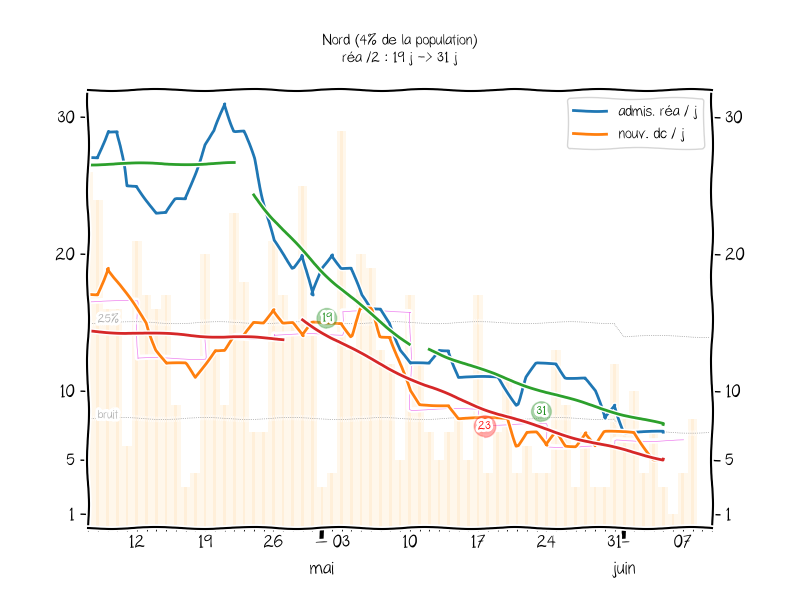 Nord (4% de la population)
réa /2 : 19 j -> 31 j
admis. réa / j
nouv. dc / j
30
30
20
20
25%
19
10
10
bruit
31
23
5
5
1
1
12 19 26 03 10 17 24 31 07
mai juin